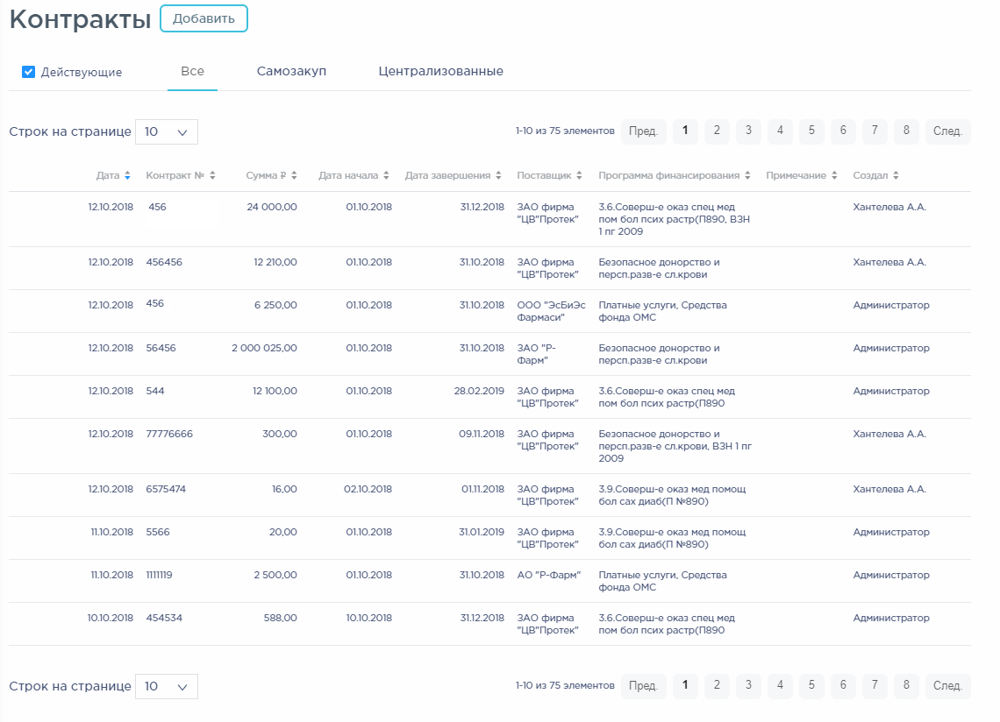 Контракты Добавить
Действующие Все Самозакуп Централизованные
Строк на странице 10 1-10 из 75 элементов Пред. 1 2 3 4 5 6 7 8 След.
Дата Контракт № Сумма ₽ Дата начала Дата завершения Поставщик Программа финансирования Примечание Создал
12.10.2018 456 24 000,00 01.10.2018 31.12.2018 ЗАО фирма 3.6.Соверш-е оказ спец мед Хантелева А.А.
"ЦВ"Протек" пом бол псих растр(П890, ВЗН
1 пг 2009
12.10.2018 456456 12 210,00 01.10.2018 31.10.2018 ЗАО фирма Безопасное донорство и Хантелева А.А.
"ЦВ"Протек" персп.разв-е сл.крови
12.10.2018 456 6 250,00 01.10.2018 31.10.2018 ООО "ЭсБиЭс Платные услуги, Средства Администратор
Фармаси" фонда ОМС
12.10.2018 56456 2 000 025,00 01.10.2018 31.10.2018 ЗАО "Р- Безопасное донорство и Администратор
Фарм" персп.разв-е сл.крови
12.10.2018 544 12 100,00 01.10.2018 28.02.2019 ЗАО фирма 3.6.Соверш-е оказ спец мед Администратор
"ЦВ"Протек" пом бол псих растр(П890
12.10.2018 77776666 300,00 01.10.2018 09.11.2018 ЗАО фирма Безопасное донорство и Хантелева А.А.
"ЦВ"Протек" персп.разв-е сл.крови, ВЗН 1 пг
2009
12.10.2018 6575474 16,00 02.10.2018 01.11.2018 ЗАО фирма 3.9.Соверш-е оказ мед помощ Хантелева А.А.
"ЦВ"Протек" бол сах диаб(П №890)
11.10.2018 5566 20,00 01.10.2018 31.01.2019 ЗАО фирма 3.9.Соверш-е оказ мед помощ Администратор
"ЦВ"Протек" бол сах диаб(П №890)
11.10.2018 1111119 2 500,00 01.10.2018 31.10.2018 АО "Р-Фарм" Платные услуги, Средства Администратор
фонда ОМС
10.10.2018 454534 588,00 10.10.2018 31.12.2018 ЗАО фирма 3.6.Соверш-е оказ спец мед Администратор
"ЦВ"Протек" пом бол псих растр(П890
Строк на странице 10 1-10 из 75 элементов Пред. 1 2 3 4 5 6 7 8 След.